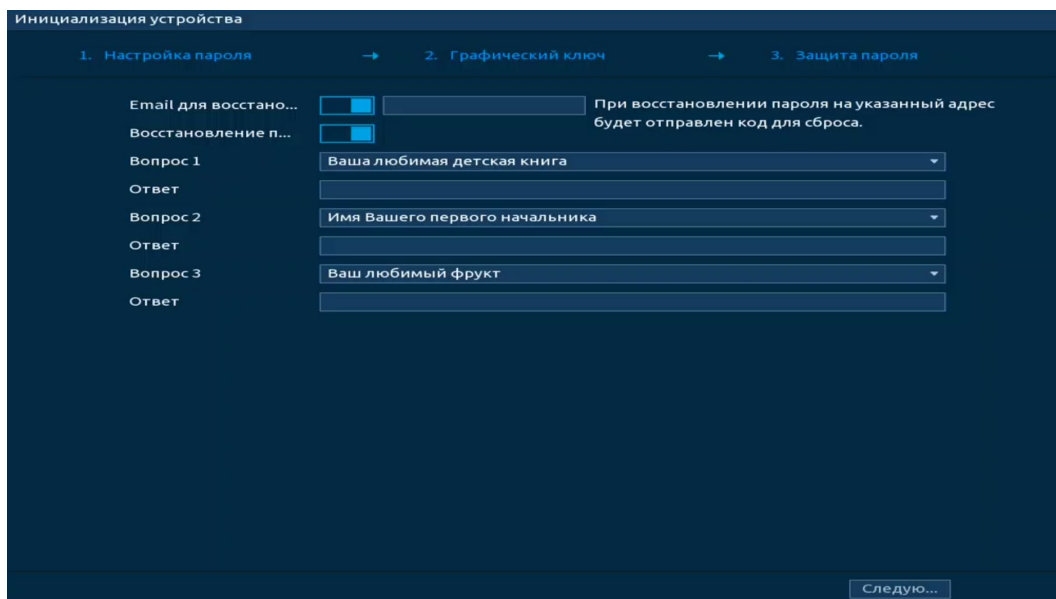 Инициализация устройства
1. Настройка пароля → 2. Графический ключ → 3. Защита пароля
Email для восстано... При восстановлении пароля на указанный адрес
будет отправлен код для сброса.
Восстановление п...
Вопрос 1 Ваша любимая детская книга
Ответ
Вопрос 2 Имя Вашего первого начальника
Ответ
Вопрос 3 Ваш любимый фрукт
Ответ
Следую...